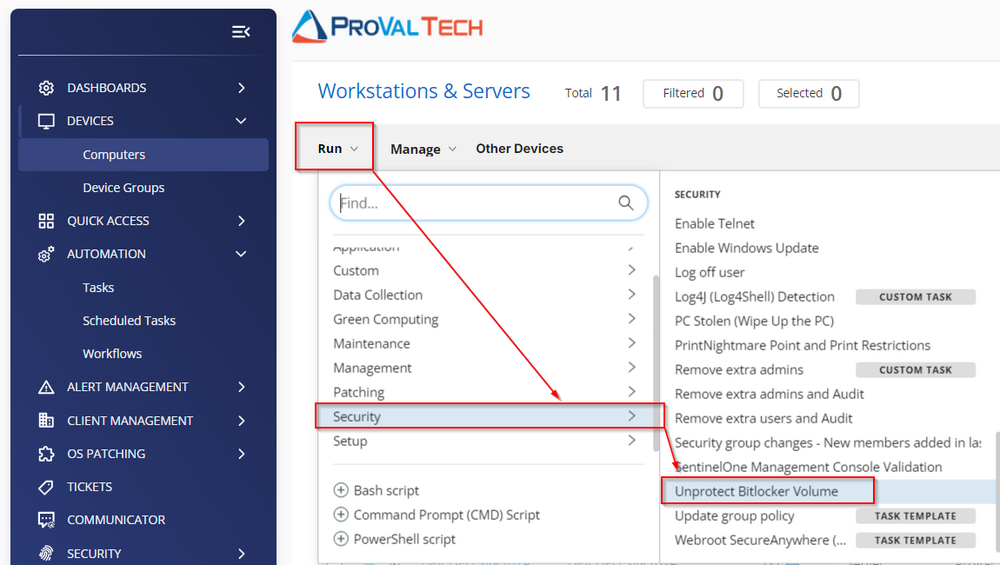 PROVAL TECH
DASHBOARDS
DEVICES
Computers
Device Groups
QUICK ACCESS
AUTOMATION
Tasks
Scheduled Tasks
Workflows
ALERT MANAGEMENT
CLIENT MANAGEMENT
OS PATCHING
TICKETS
COMMUNICATOR
SECURITY
Workstations & Servers Total 11 Filtered 0 Selected 0
Run Manage Other Devices
Find...
Application
Custom
Data Collection
Green Computing
Maintenance
Management
Patching
Security
Setup
Bash script
Command Prompt (CMD) Script
PowerShell script
SECURITY
Enable Telnet
Enable Windows Update
Log off user
Log4J (Log4Shell) Detection CUSTOM TASK
PC Stolen (Wipe Up the PC)
PrintNightmare Point and Print Restrictions
Remove extra admins CUSTOM TASK
Remove extra admins and Audit
Remove extra users and Audit
Security group changes - New members added in las
SentinelOne Management Console Validation
Unprotect Bitlocker Volume
Update group policy TASK TEMPLATE
Webroot SecureAnywhere (... TASK TEMPLATE